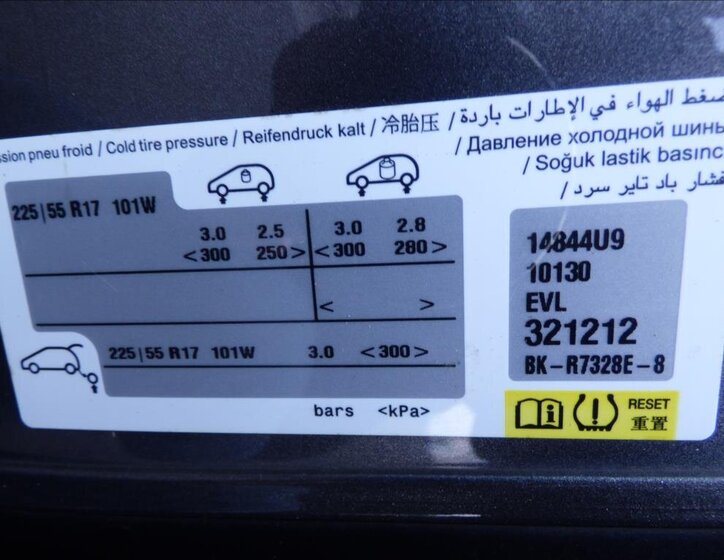 ssion pneu froid / Cold tire pressure / Reifendruck kalt / 冷胎压 / ضغط الهواء في الإطارات باردة
/ Давление холодной шины
/ Soğuk lastik basıncı
/ فشار باد تایر سرد
225|55 R17 101W
3.0 2.5 3.0 2.8
<300 250> <300 280>
< >
225|55 R17 101W 3.0 <300>
bars <kPa>
14844U9
10130
EVL
321212
BK-R7328E-8
RESET
重置